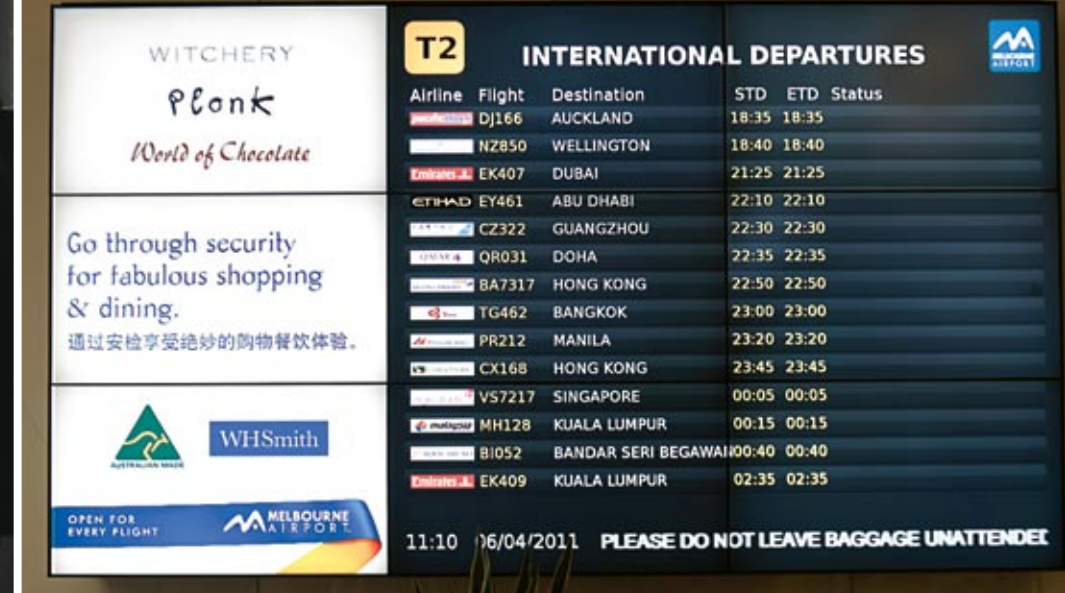 WITCHERY
Plonk
World of Chocolate
Go through security
for fabulous shopping
& dining.
通过安检享受绝妙的购物餐饮体验。
AUSTRALIAN MADE
WHSmith
OPEN FOR
EVERY FLIGHT
MELBOURNE
AIRPORT
T2 INTERNATIONAL DEPARTURES
MELBOURNE
AIRPORT
Airline Flight Destination STD ETD Status
DJ166 AUCKLAND 18:35 18:35
NZ850 WELLINGTON 18:40 18:40
Emirates EK407 DUBAI 21:25 21:25
ETIHAD EY461 ABU DHABI 22:10 22:10
CZ322 GUANGZHOU 22:30 22:30
QATAR QR031 DOHA 22:35 22:35
BA7317 HONG KONG 22:50 22:50
TG462 BANGKOK 23:00 23:00
PR212 MANILA 23:20 23:20
CX168 HONG KONG 23:45 23:45
VS7217 SINGAPORE 00:05 00:05
malaysia MH128 KUALA LUMPUR 00:15 00:15
BI052 BANDAR SERI BEGAWAN 00:40 00:40
Emirates EK409 KUALA LUMPUR 02:35 02:35
11:10 06/04/2011 PLEASE DO NOT LEAVE BAGGAGE UNATTENDED